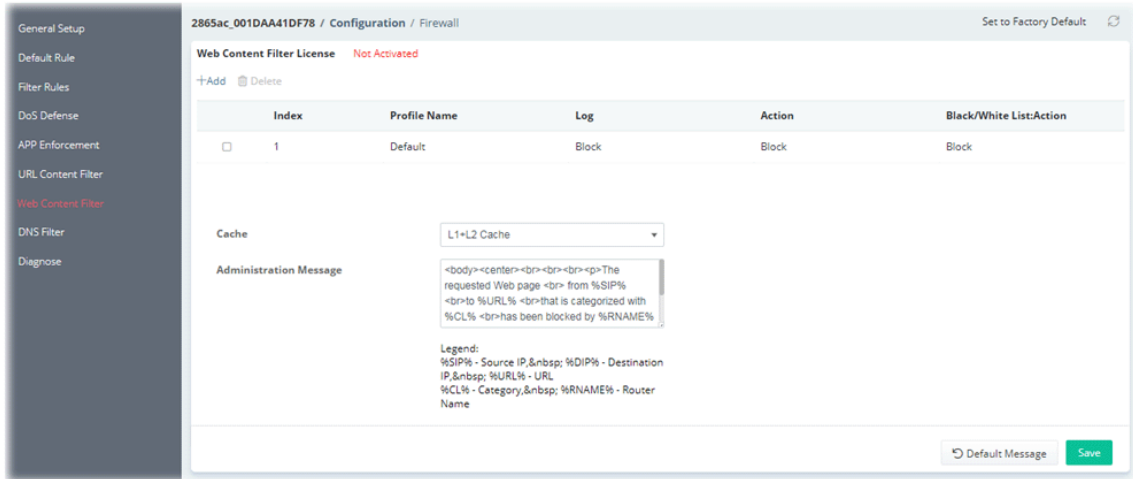 General Setup
Default Rule
Filter Rules
DoS Defense
APP Enforcement
URL Content Filter
Web Content Filter
DNS Filter
Diagnose
2865ac_001DAA41DF78 / Configuration / Firewall
Set to Factory Default
Web Content Filter License Not Activated
+Add Delete
Index Profile Name Log Action Black/White List:Action
1 Default Block Block Block
Cache L1+L2 Cache
Administration Message
<body><center><br><br><br><p>The
requested Web page <br> from %SIP%
<br>to %URL% <br>that is categorized with
%CL% <br>has been blocked by %RNAME%
Legend:
%SIP% - Source IP,&nbsp; %DIP% - Destination
IP,&nbsp; %URL% - URL
%CL% - Category,&nbsp; %RNAME% - Router
Name
Default Message Save